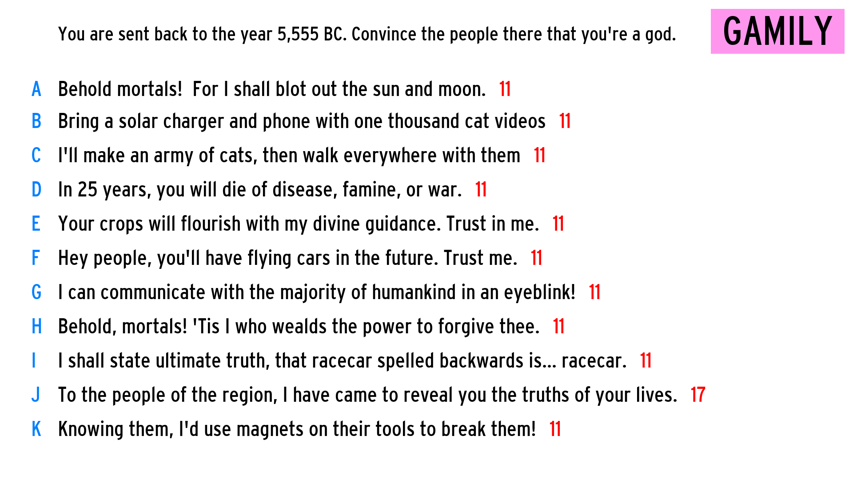 You are sent back to the year 5,555 BC. Convince the people there that you're a god.
GAMILY
A Behold mortals! For I shall blot out the sun and moon. 11
B Bring a solar charger and phone with one thousand cat videos 11
C I'll make an army of cats, then walk everywhere with them 11
D In 25 years, you will die of disease, famine, or war. 11
E Your crops will flourish with my divine guidance. Trust in me. 11
F Hey people, you'll have flying cars in the future. Trust me. 11
G I can communicate with the majority of humankind in an eyeblink! 11
H Behold, mortals! 'Tis I who wealds the power to forgive thee. 11
I I shall state ultimate truth, that racecar spelled backwards is... racecar. 11
J To the people of the region, I have came to reveal you the truths of your lives. 17
K Knowing them, I'd use magnets on their tools to break them! 11